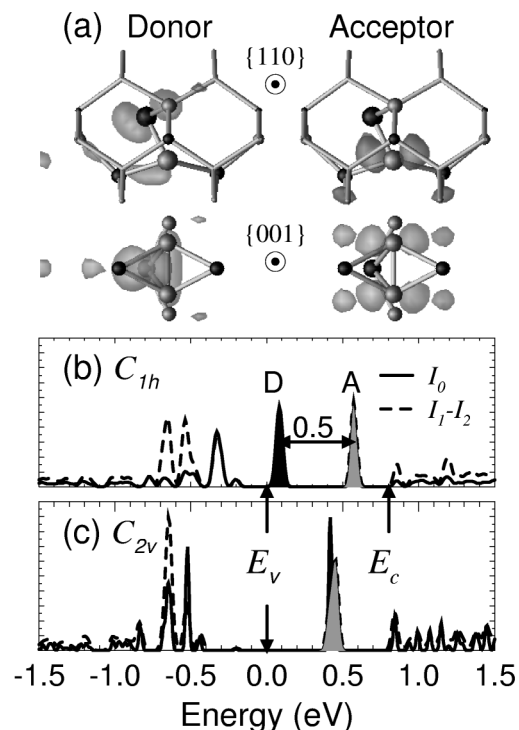 (a) Donor Acceptor
{110}
{001}
(b) C1h D A I0
0.5 I1-I2
(c) C2v Ev Ec
-1.5 -1.0 -0.5 0.0 0.5 1.0 1.5
Energy (eV)